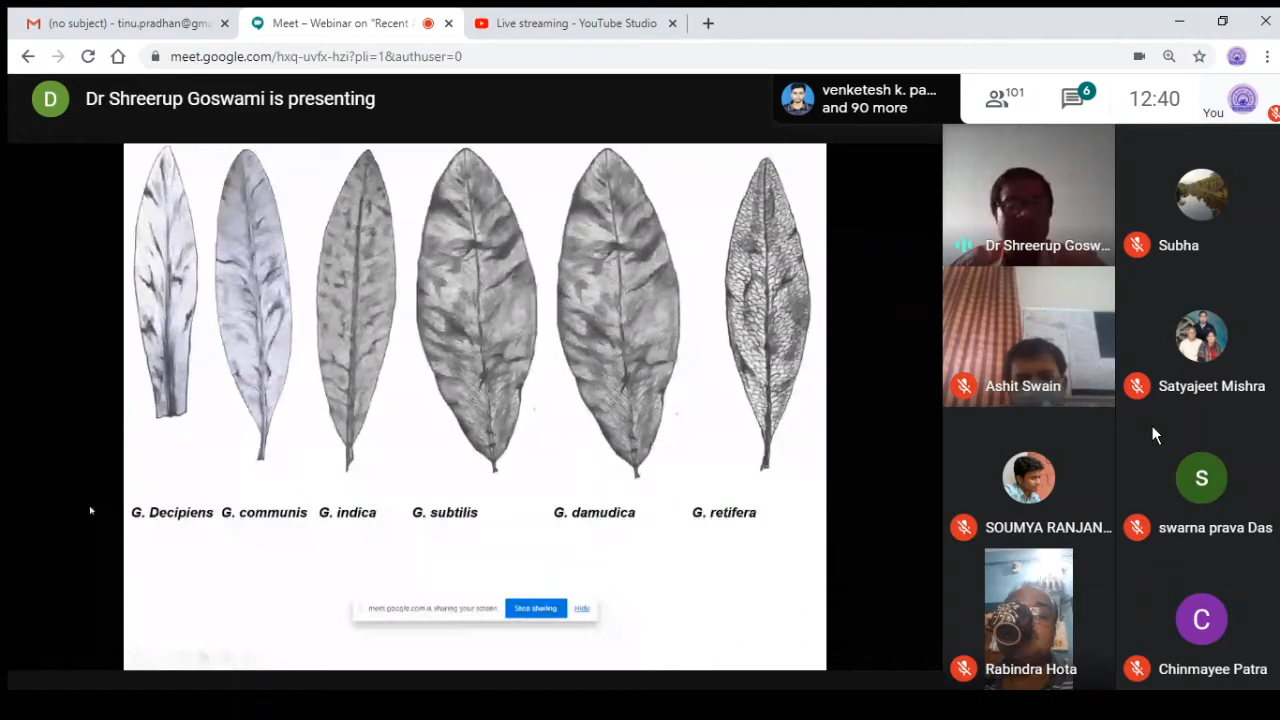 (no subject) - tinu.pradhan@gma
Meet – Webinar on "Recent A
Live streaming - YouTube Studio
meet.google.com/hxq-uvfx-hzi?pli=1&authuser=0
D
Dr Shreerup Goswami is presenting
venketesh k. pa...
and 90 more
101
6
12:40
You
Dr Shreerup Gosw...
Subha
Ashit Swain
Satyajeet Mishra
G. Decipiens
G. communis
G. indica
G. subtilis
G. damudica
G. retifera
S
SOUMYA RANJAN...
swarna prava Das
meet.google.com is sharing your screen.
Stop sharing
Hide
C
Rabindra Hota
Chinmayee Patra